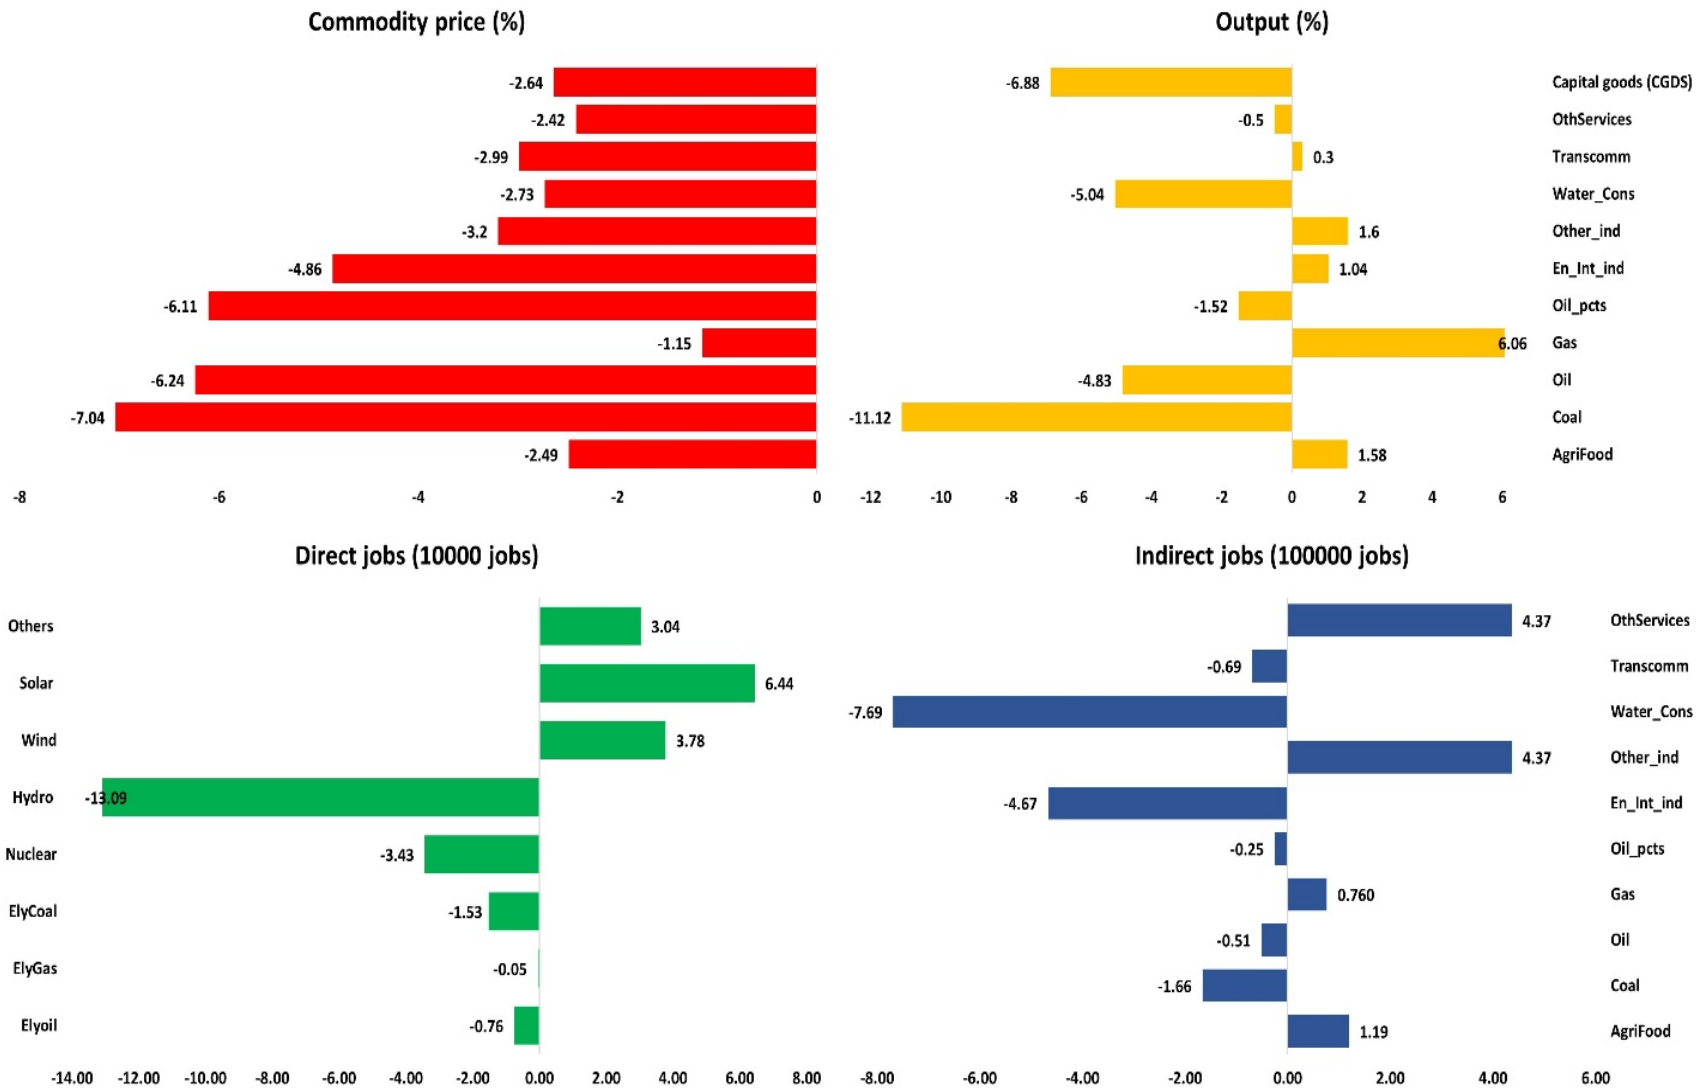 Commodity price (%)
Output (%)
-2.64
-6.88
Capital goods (CGDS)
-2.42
-0.5
OthServices
-2.99
0.3
Transcomm
-2.73
-5.04
Water_Cons
-3.2
1.6
Other_ind
-4.86
1.04
En_Int_ind
-6.11
-1.52
Oil_pcts
-1.15
6.06
Gas
-6.24
-4.83
Oil
-7.04
-11.12
Coal
-2.49
1.58
AgriFood
-8 -6 -4 -2 0
-12 -10 -8 -6 -4 -2 0 2 4 6
Direct jobs (10000 jobs)
Others
3.04
Solar
6.44
Wind
3.78
Hydro
-13.09
Nuclear
-3.43
ElyCoal
-1.53
ElyGas
-0.05
Elyoil
-0.76
-14.00 -12.00 -10.00 -8.00 -6.00 -4.00 -2.00 0.00 2.00 4.00 6.00 8.00
Indirect jobs (100000 jobs)
4.37
OthServices
-0.69
Transcomm
-7.69
Water_Cons
4.37
Other_ind
-4.67
En_Int_ind
-0.25
Oil_pcts
0.760
Gas
-0.51
Oil
-1.66
Coal
1.19
AgriFood
-8.00 -6.00 -4.00 -2.00 0.00 2.00 4.00 6.00